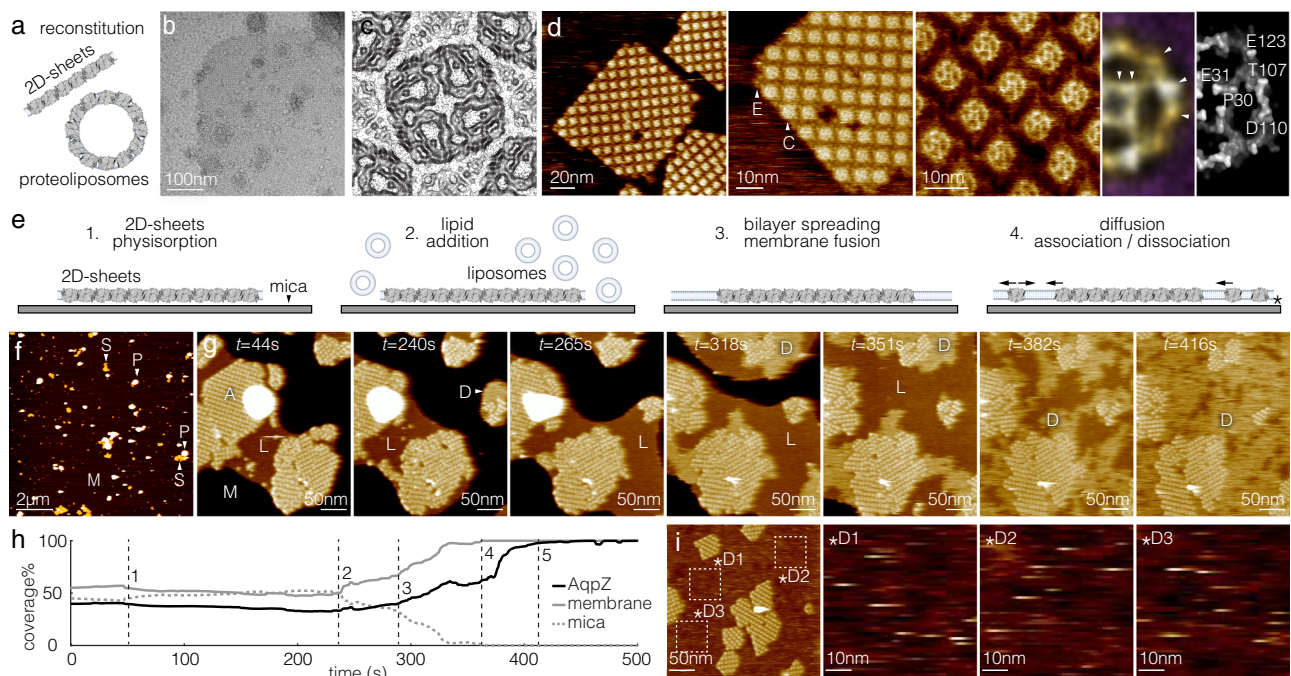 a reconstitution
2D-sheets
proteoliposomes
b
100nm
c
d
20nm
E
C
10nm
10nm
E123
T107
E31
P30
D110
e
1. 2D-sheets physisorption
2D-sheets
mica
2. lipid addition
liposomes
3. bilayer spreading membrane fusion
4. diffusion association / dissociation
*
f
S
P
P
S
M
2µm
g
t=44s
A
L
M
50nm
t=240s
D
L
50nm
t=265s
L
50nm
t=318s
D
L
50nm
t=351s
D
L
50nm
t=382s
D
50nm
t=416s
D
50nm
h
100
50
0
coverage%
1
2
3
4
5
AqpZ
membrane
mica
0 100 200 300 400 500
time (s)
i
*D1
*D2
*D3
50nm
*D1
10nm
*D2
10nm
*D3
10nm